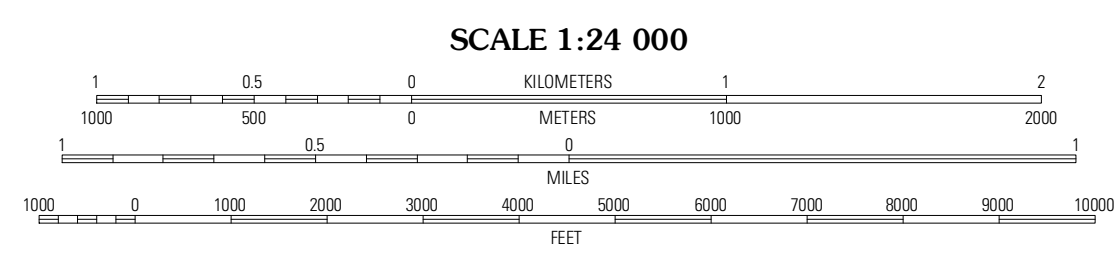 SCALE 1:24 000
1 0.5 0 KILOMETERS 1 2
1000 500 0 METERS 1000 2000
1 0.5 0 1
MILES
1000 0 1000 2000 3000 4000 5000 6000 7000 8000 9000 10000
FEET